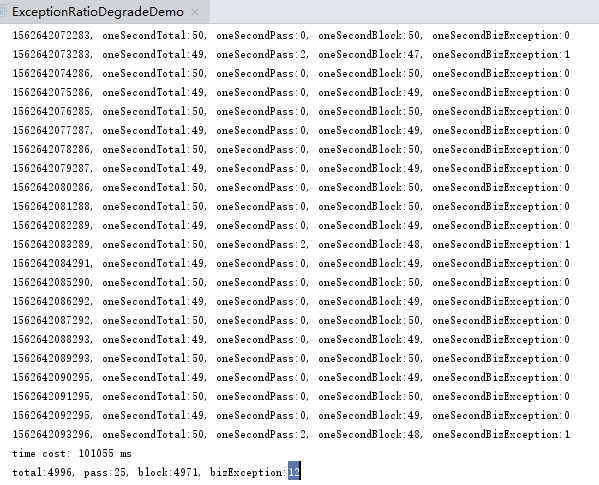 ExceptionRatioDegradeDemo ×
1562642072283, oneSecondTotal:50, oneSecondPass:0, oneSecondBlock:50, oneSecondBizException:0
1562642073283, oneSecondTotal:49, oneSecondPass:2, oneSecondBlock:47, oneSecondBizException:1
1562642074286, oneSecondTotal:50, oneSecondPass:0, oneSecondBlock:50, oneSecondBizException:0
1562642075286, oneSecondTotal:49, oneSecondPass:0, oneSecondBlock:49, oneSecondBizException:0
1562642076285, oneSecondTotal:50, oneSecondPass:0, oneSecondBlock:50, oneSecondBizException:0
1562642077287, oneSecondTotal:49, oneSecondPass:0, oneSecondBlock:49, oneSecondBizException:0
1562642078286, oneSecondTotal:50, oneSecondPass:0, oneSecondBlock:50, oneSecondBizException:0
1562642079287, oneSecondTotal:49, oneSecondPass:0, oneSecondBlock:49, oneSecondBizException:0
1562642080286, oneSecondTotal:50, oneSecondPass:0, oneSecondBlock:50, oneSecondBizException:0
1562642081288, oneSecondTotal:50, oneSecondPass:0, oneSecondBlock:50, oneSecondBizException:0
1562642082289, oneSecondTotal:49, oneSecondPass:0, oneSecondBlock:49, oneSecondBizException:0
1562642083289, oneSecondTotal:50, oneSecondPass:2, oneSecondBlock:48, oneSecondBizException:1
1562642084291, oneSecondTotal:49, oneSecondPass:0, oneSecondBlock:49, oneSecondBizException:0
1562642085290, oneSecondTotal:50, oneSecondPass:0, oneSecondBlock:50, oneSecondBizException:0
1562642086292, oneSecondTotal:49, oneSecondPass:0, oneSecondBlock:49, oneSecondBizException:0
1562642087292, oneSecondTotal:50, oneSecondPass:0, oneSecondBlock:50, oneSecondBizException:0
1562642088293, oneSecondTotal:49, oneSecondPass:0, oneSecondBlock:49, oneSecondBizException:0
1562642089293, oneSecondTotal:50, oneSecondPass:0, oneSecondBlock:50, oneSecondBizException:0
1562642090295, oneSecondTotal:49, oneSecondPass:0, oneSecondBlock:49, oneSecondBizException:0
1562642091295, oneSecondTotal:50, oneSecondPass:0, oneSecondBlock:50, oneSecondBizException:0
1562642092295, oneSecondTotal:49, oneSecondPass:0, oneSecondBlock:49, oneSecondBizException:0
1562642093296, oneSecondTotal:50, oneSecondPass:2, oneSecondBlock:48, oneSecondBizException:1
time cost: 101055 ms
total:4996, pass:25, block:4971, bizException:12